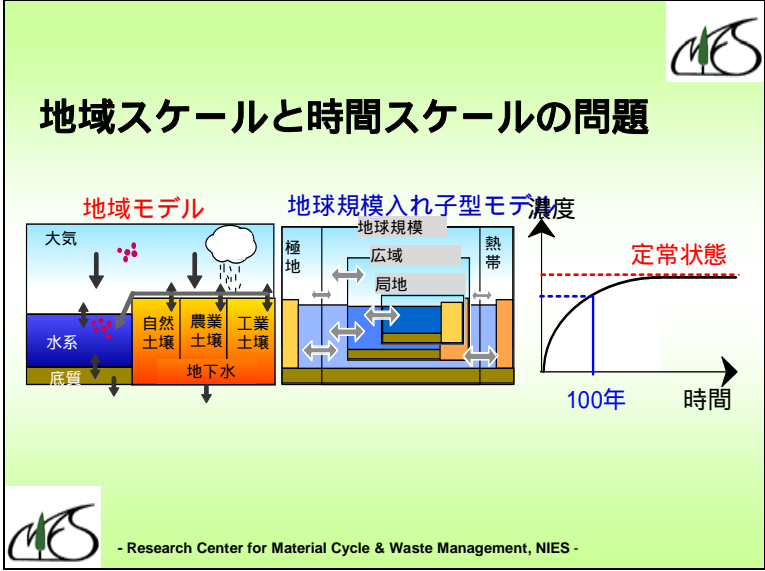 NIES
地域スケールと時間スケールの問題
地域モデル
大気
水系
底質
自然
土壌
農業
土壌
工業
土壌
地下水
地球規模入れ子型モデル
地球規模
広域
局地
極
地
熱
帯
濃度
定常状態
100年
時間
NIES
- Research Center for Material Cycle & Waste Management, NIES -